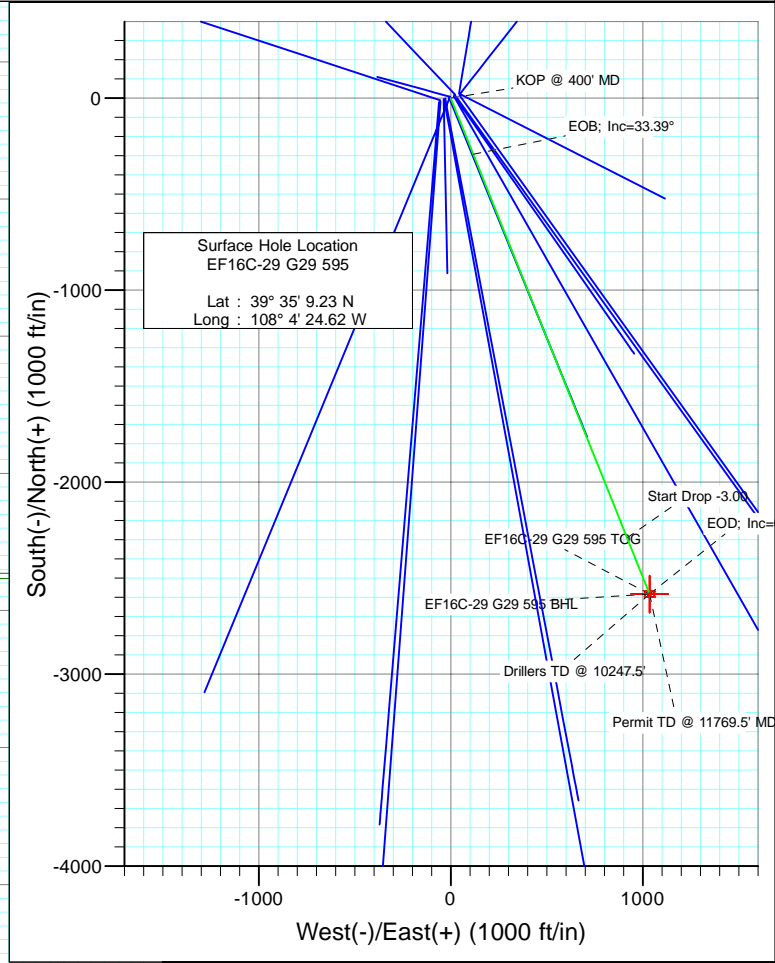 KOP @ 400' MD
0
EOB; Inc=33.39°
Surface Hole Location
EF16C-29 G29 595
Lat : 39° 35' 9.23 N
Long : 108° 4' 24.62 W
-1000
South(-)/North(+) (1000 ft/in)
-2000
Start Drop -3.00
EOD; Inc=
EF16C-29 G29 595 TCG
EF16C-29 G29 595 BHL
-3000
Drillers TD @ 10247.5'
Permit TD @ 11769.5' MD
-4000
-1000
0
1000
West(-)/East(+) (1000 ft/in)